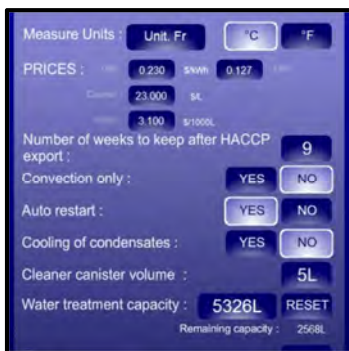 Measure Units : Unit. Fr °C °F
PRICES : 0.230 $/kWh 0.127
23.000 $/L
3.100 $/1000L
Number of weeks to keep after HACCP
export : 9
Convection only : YES NO
Auto restart : YES NO
Cooling of condensates : YES NO
Cleaner canister volume : 5L
Water treatment capacity : 5326L RESET
Remaining capacity : 2568L